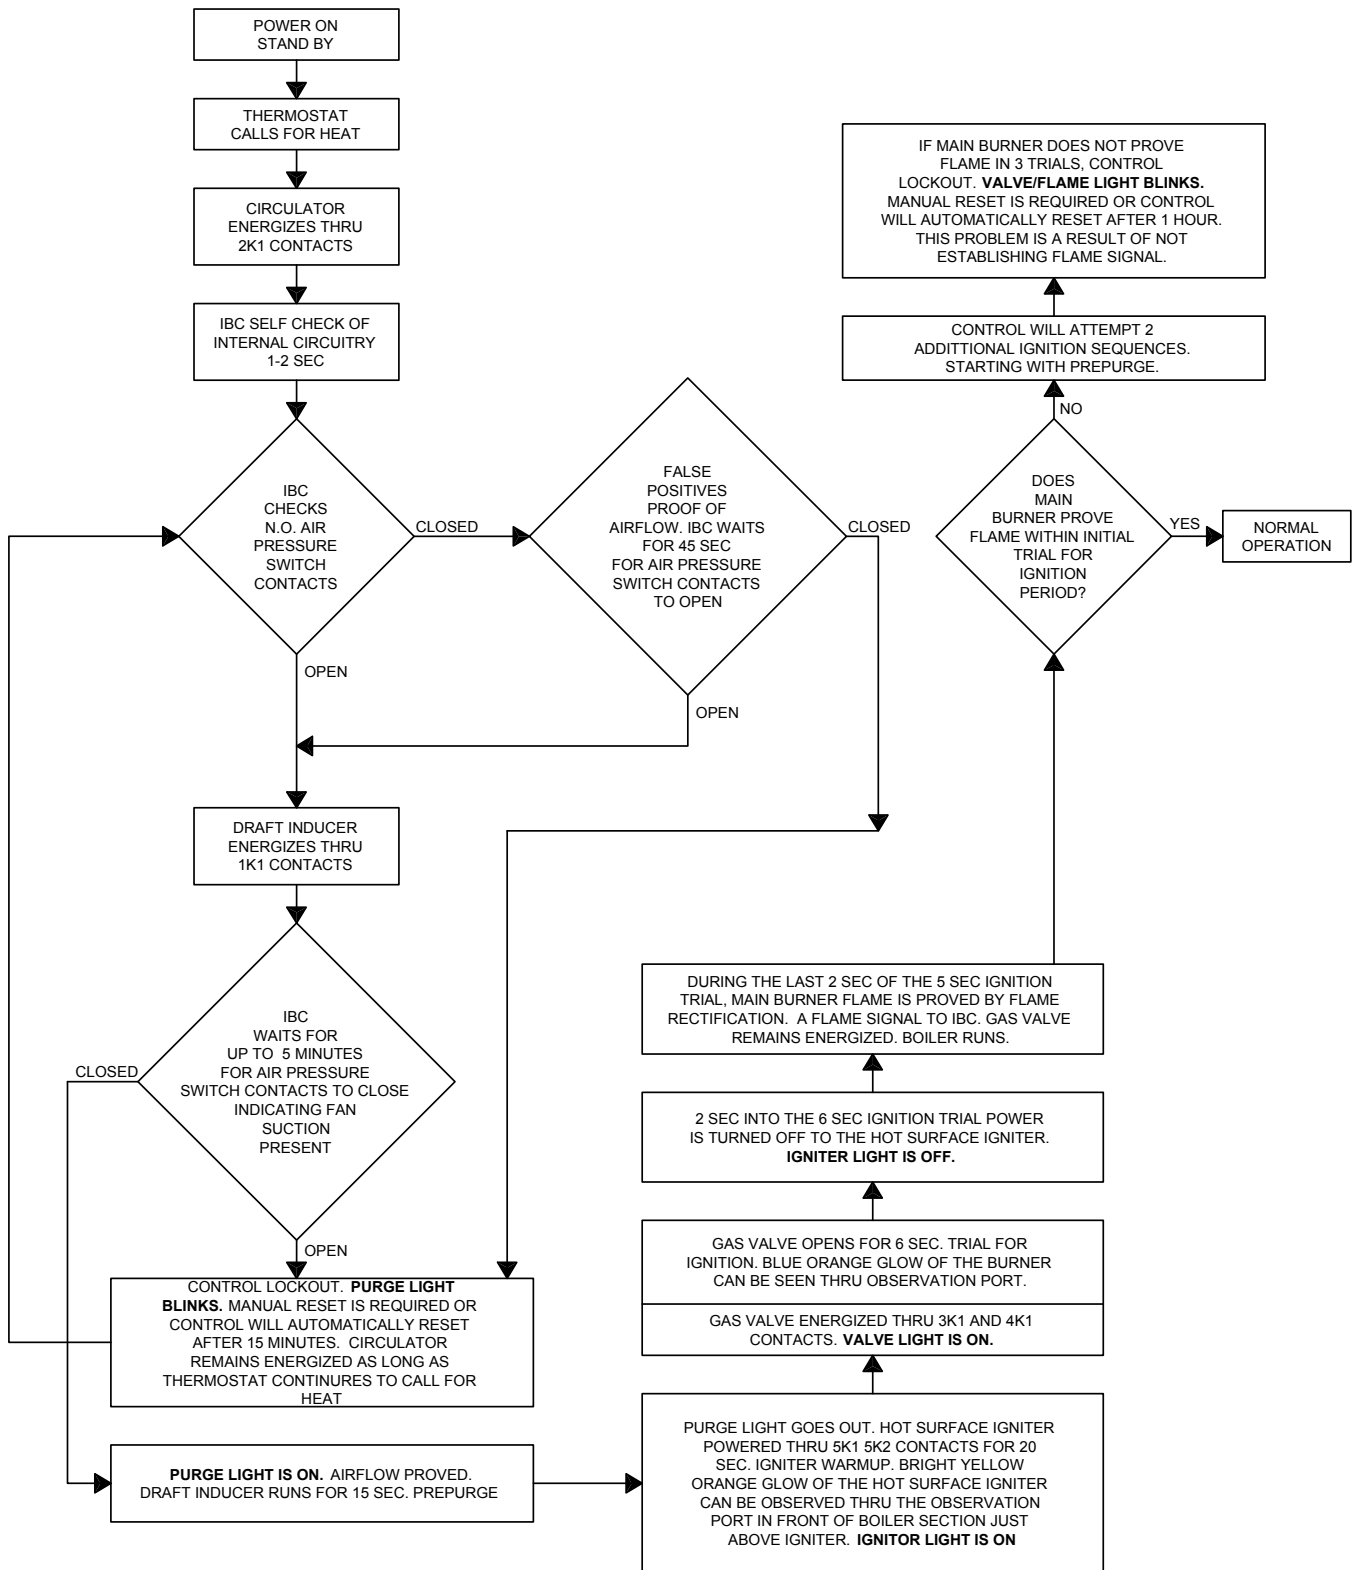 POWER ON
STAND BY
THERMOSTAT
CALLS FOR HEAT
CIRCULATOR
ENERGIZES THRU
2K1 CONTACTS
IBC SELF CHECK OF
INTERNAL CIRCUITRY
1-2 SEC
IBC
CHECKS
N.O. AIR
PRESSURE
SWITCH
CONTACTS
CLOSED
OPEN
FALSE
POSITIVES
PROOF OF
AIRFLOW. IBC WAITS
FOR 45 SEC
FOR AIR PRESSURE
SWITCH CONTACTS
TO OPEN
CLOSED
OPEN
DRAFT INDUCER
ENERGIZES THRU
1K1 CONTACTS
IBC
WAITS FOR
UP TO 5 MINUTES
FOR AIR PRESSURE
SWITCH CONTACTS TO CLOSE
INDICATING FAN
SUCTION
PRESENT
CLOSED
OPEN
CONTROL LOCKOUT. PURGE LIGHT
BLINKS. MANUAL RESET IS REQUIRED OR
CONTROL WILL AUTOMATICALLY RESET
AFTER 15 MINUTES. CIRCULATOR
REMAINS ENERGIZED AS LONG AS
THERMOSTAT CONTINURES TO CALL FOR
HEAT
PURGE LIGHT IS ON. AIRFLOW PROVED.
DRAFT INDUCER RUNS FOR 15 SEC. PREPURGE
PURGE LIGHT GOES OUT. HOT SURFACE IGNITER
POWERED THRU 5K1 5K2 CONTACTS FOR 20
SEC. IGNITER WARMUP. BRIGHT YELLOW
ORANGE GLOW OF THE HOT SURFACE IGNITER
CAN BE OBSERVED THRU THE OBSERVATION
PORT IN FRONT OF BOILER SECTION JUST
ABOVE IGNITER. IGNITOR LIGHT IS ON
GAS VALVE OPENS FOR 6 SEC. TRIAL FOR
IGNITION. BLUE ORANGE GLOW OF THE BURNER
CAN BE SEEN THRU OBSERVATION PORT.
GAS VALVE ENERGIZED THRU 3K1 AND 4K1
CONTACTS. VALVE LIGHT IS ON.
2 SEC INTO THE 6 SEC IGNITION TRIAL POWER
IS TURNED OFF TO THE HOT SURFACE IGNITER.
IGNITER LIGHT IS OFF.
DURING THE LAST 2 SEC OF THE 5 SEC IGNITION
TRIAL, MAIN BURNER FLAME IS PROVED BY FLAME
RECTIFICATION. A FLAME SIGNAL TO IBC. GAS VALVE
REMAINS ENERGIZED. BOILER RUNS.
DOES
MAIN
BURNER PROVE
FLAME WITHIN INITIAL
TRIAL FOR
IGNITION
PERIOD?
YES
NORMAL
OPERATION
NO
CONTROL WILL ATTEMPT 2
ADDITTIONAL IGNITION SEQUENCES.
STARTING WITH PREPURGE.
IF MAIN BURNER DOES NOT PROVE
FLAME IN 3 TRIALS, CONTROL
LOCKOUT. VALVE/FLAME LIGHT BLINKS.
MANUAL RESET IS REQUIRED OR CONTROL
WILL AUTOMATICALLY RESET AFTER 1 HOUR.
THIS PROBLEM IS A RESULT OF NOT
ESTABLISHING FLAME SIGNAL.